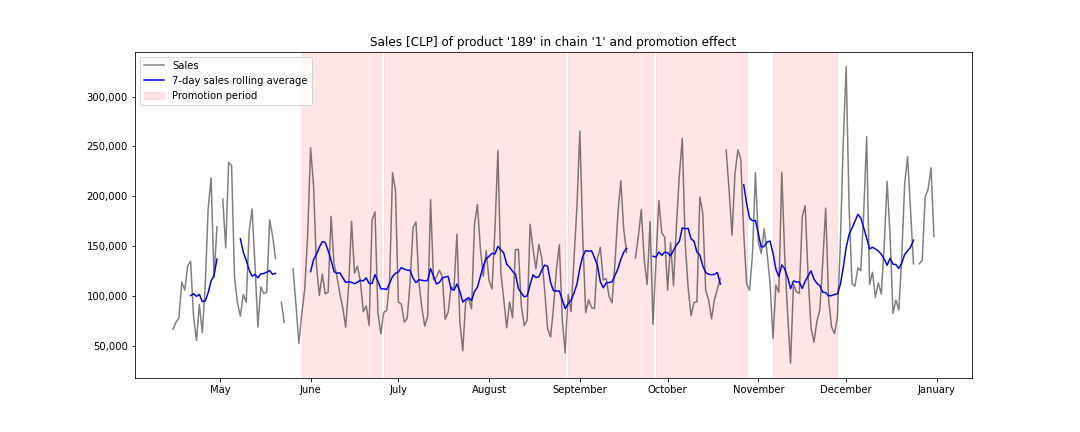 Sales [CLP] of product '189' in chain '1' and promotion effect
Sales
7-day sales rolling average
Promotion period
300,000
250,000
200,000
150,000
100,000
50,000
May June July August September October November December January